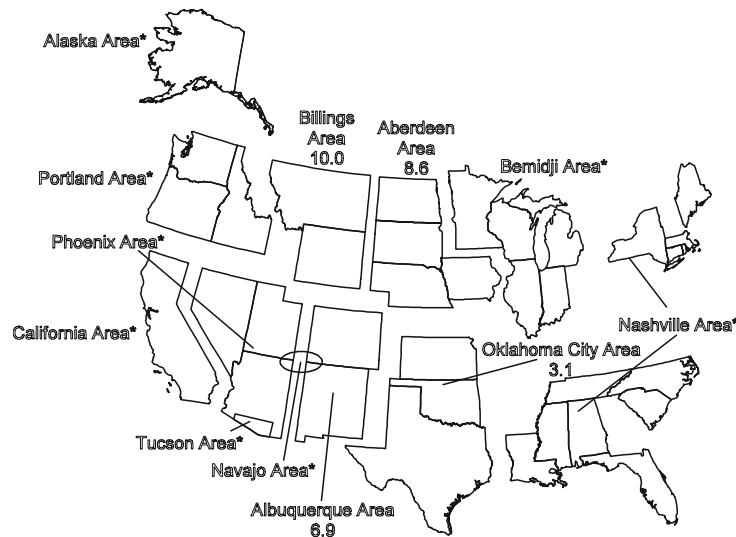 Alaska Area*
Billings
Area
10.0
Aberdeen
Area
8.6
Bemidji Area*
Portland Area*
Phoenix Area*
California Area*
Nashville Area*
Oklahoma City Area
3.1
Tucson Area*
Navajo Area*
Albuquerque Area
6.9